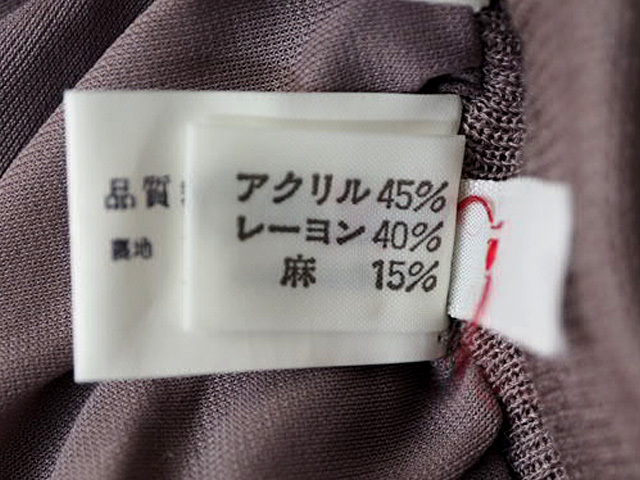 品質
裏地
アクリル 45%
レーヨン 40%
麻 15%